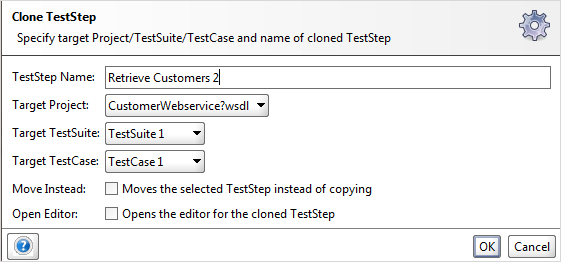 Clone TestStep
Specify target Project/TestSuite/TestCase and name of cloned TestStep
TestStep Name: Retrieve Customers 2
Target Project: CustomerWebservice?wsdl
Target TestSuite: TestSuite 1
Target TestCase: TestCase 1
Move Instead: Moves the selected TestStep instead of copying
Open Editor: Opens the editor for the cloned TestStep
? OK Cancel